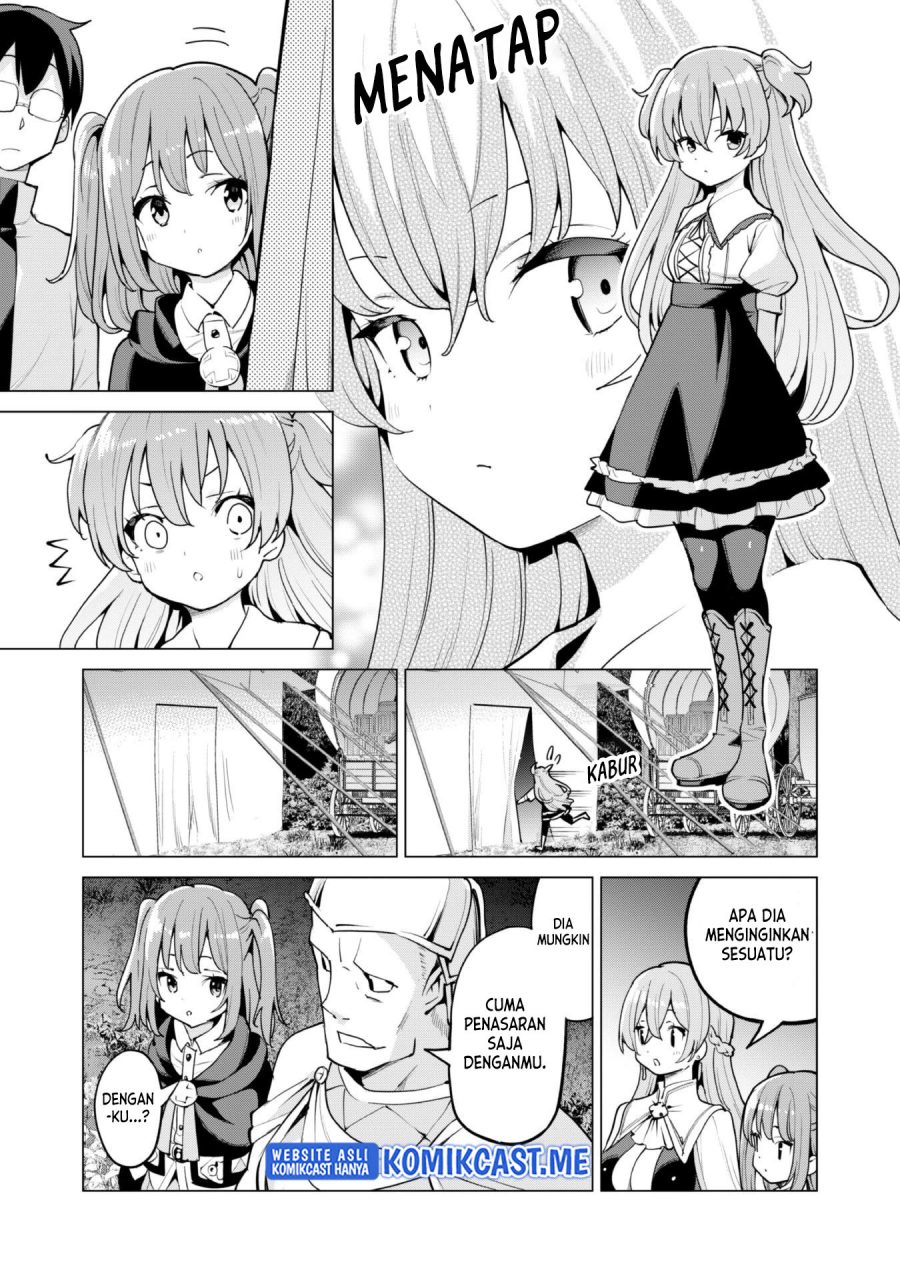 MENATAP
KABUR
APA DIA
MENGINGINKAN
SESUATU?
DIA
MUNGKIN
CUMA
PENASARAN
SAJA
DENGANMU.
DENGAN
-KU...?
WEBSITE ASLI
KOMIKCAST HANYA
KOMIKCAST.ME